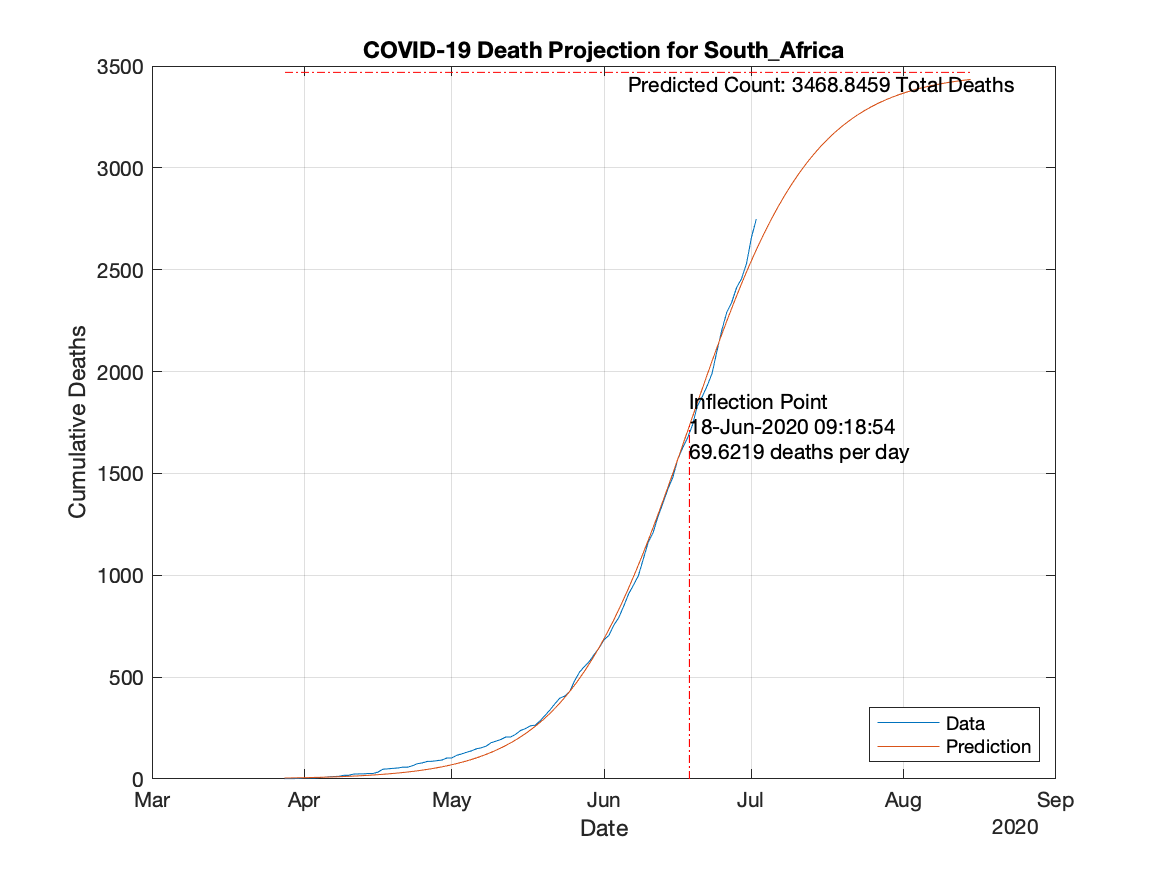 COVID-19 Death Projection for South_Africa
3500
Predicted Count: 3468.8459 Total Deaths
3000
2500
2000
Inflection Point
18-Jun-2020 09:18:54
69.6219 deaths per day
1500
1000
500
0
Cumulative Deaths
Data
Prediction
Mar Apr May Jun Jul Aug Sep
Date
2020